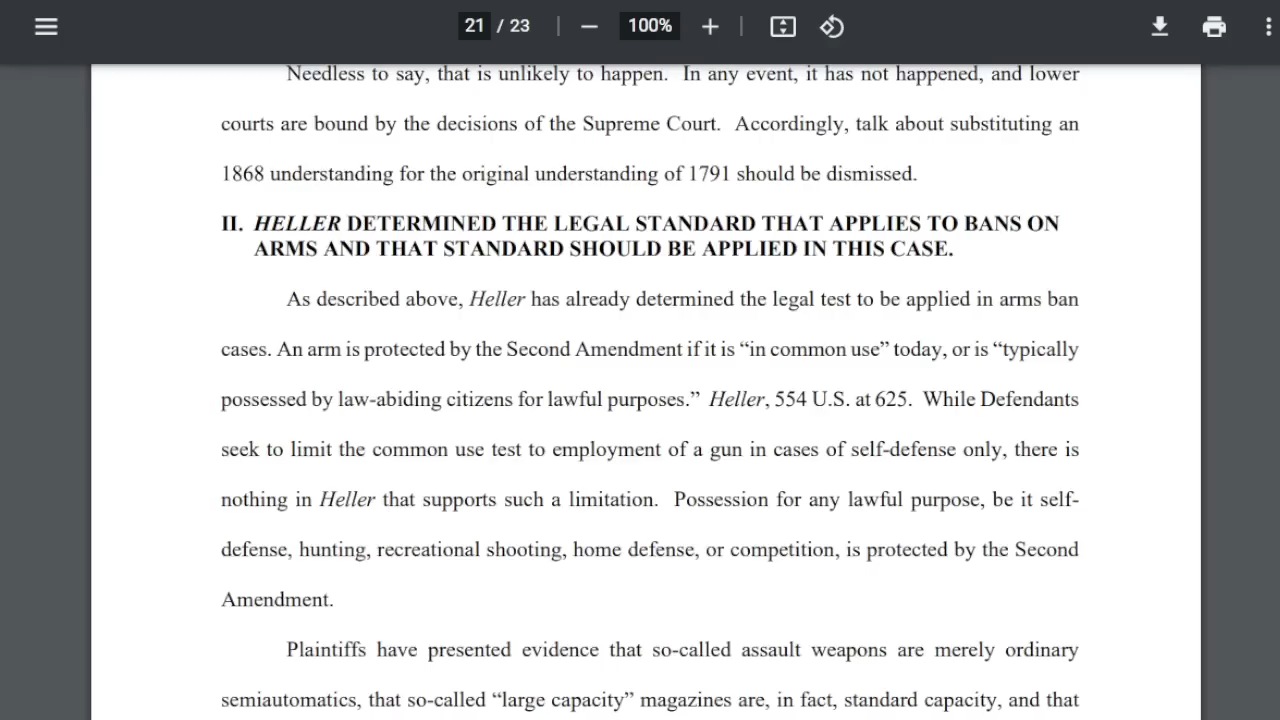 21 / 23 100%
Needless to say, that is unlikely to happen. In any event, it has not happened, and lower
courts are bound by the decisions of the Supreme Court. Accordingly, talk about substituting an
1868 understanding for the original understanding of 1791 should be dismissed.
II. HELLER DETERMINED THE LEGAL STANDARD THAT APPLIES TO BANS ON
ARMS AND THAT STANDARD SHOULD BE APPLIED IN THIS CASE.
As described above, Heller has already determined the legal test to be applied in arms ban
cases. An arm is protected by the Second Amendment if it is “in common use” today, or is “typically
possessed by law-abiding citizens for lawful purposes.” Heller, 554 U.S. at 625. While Defendants
seek to limit the common use test to employment of a gun in cases of self-defense only, there is
nothing in Heller that supports such a limitation. Possession for any lawful purpose, be it self-
defense, hunting, recreational shooting, home defense, or competition, is protected by the Second
Amendment.
Plaintiffs have presented evidence that so-called assault weapons are merely ordinary
semiautomatics, that so-called “large capacity” magazines are, in fact, standard capacity, and that